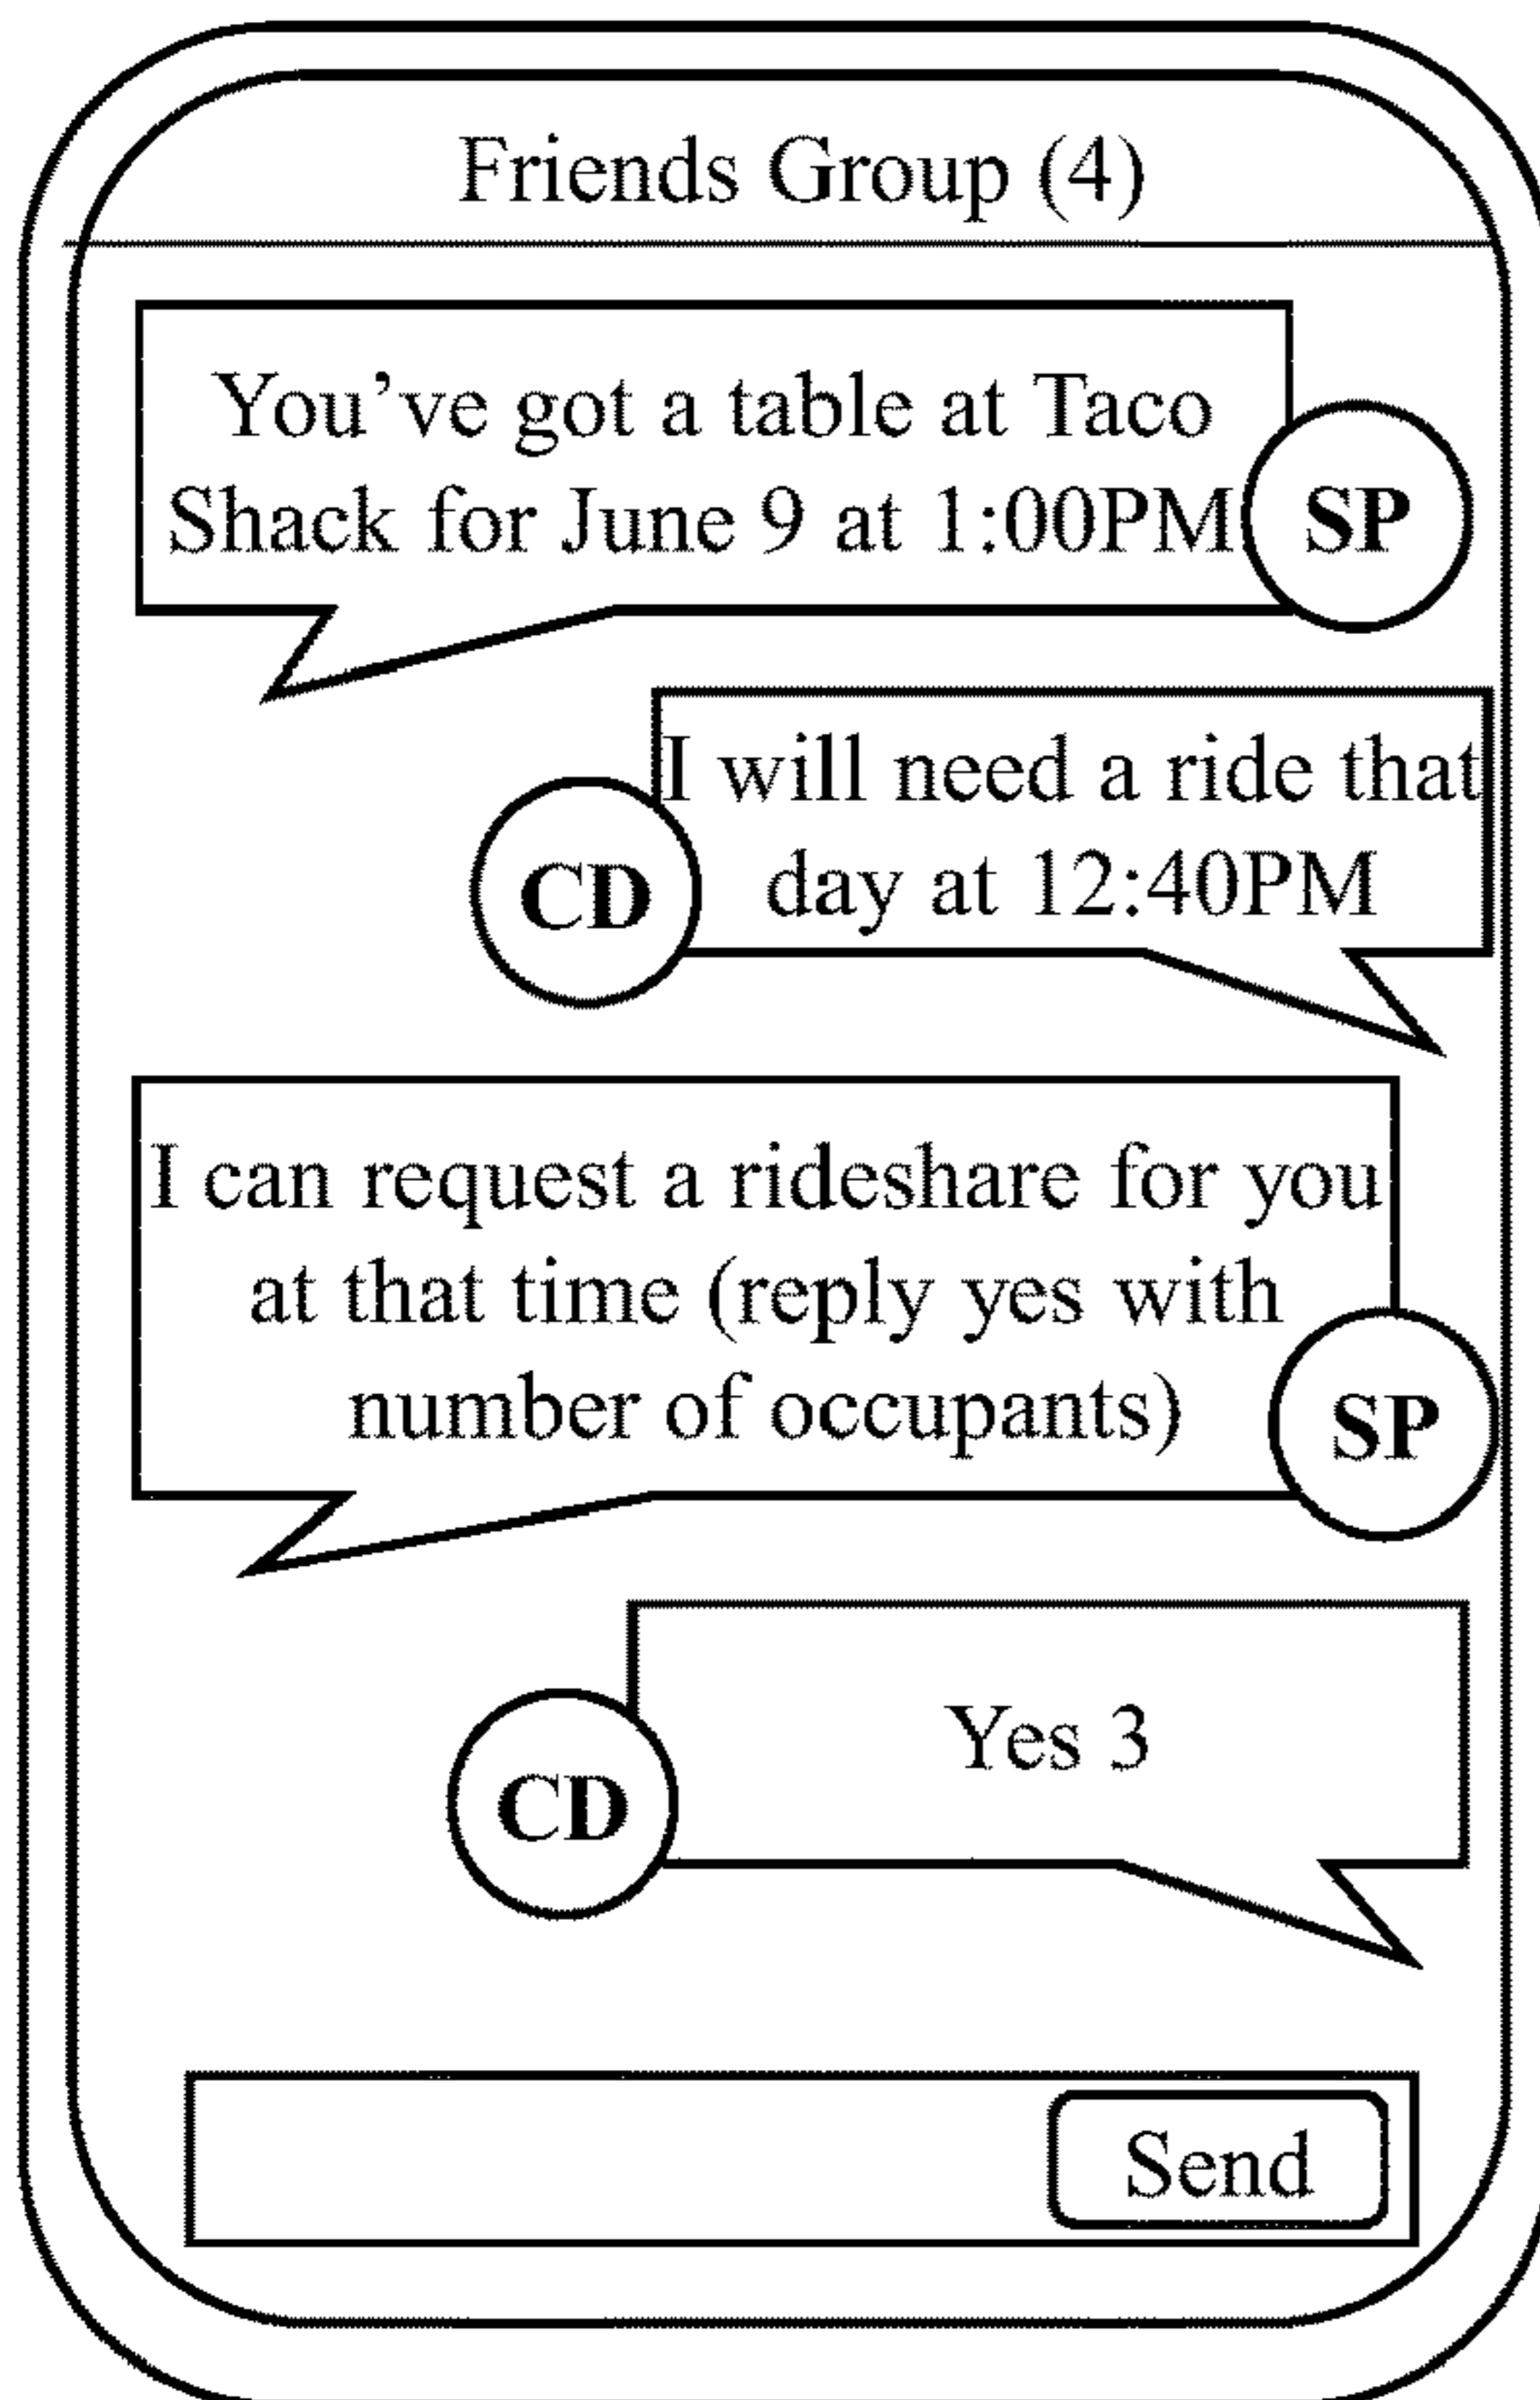 Friends Group (4)
You've got a table at Taco
Shack for June 9 at 1:00PM
SP
I will need a ride that
day at 12:40PM
CD
I can request a rideshare for you
at that time (reply yes with
number of occupants)
SP
Yes 3
CD
Send